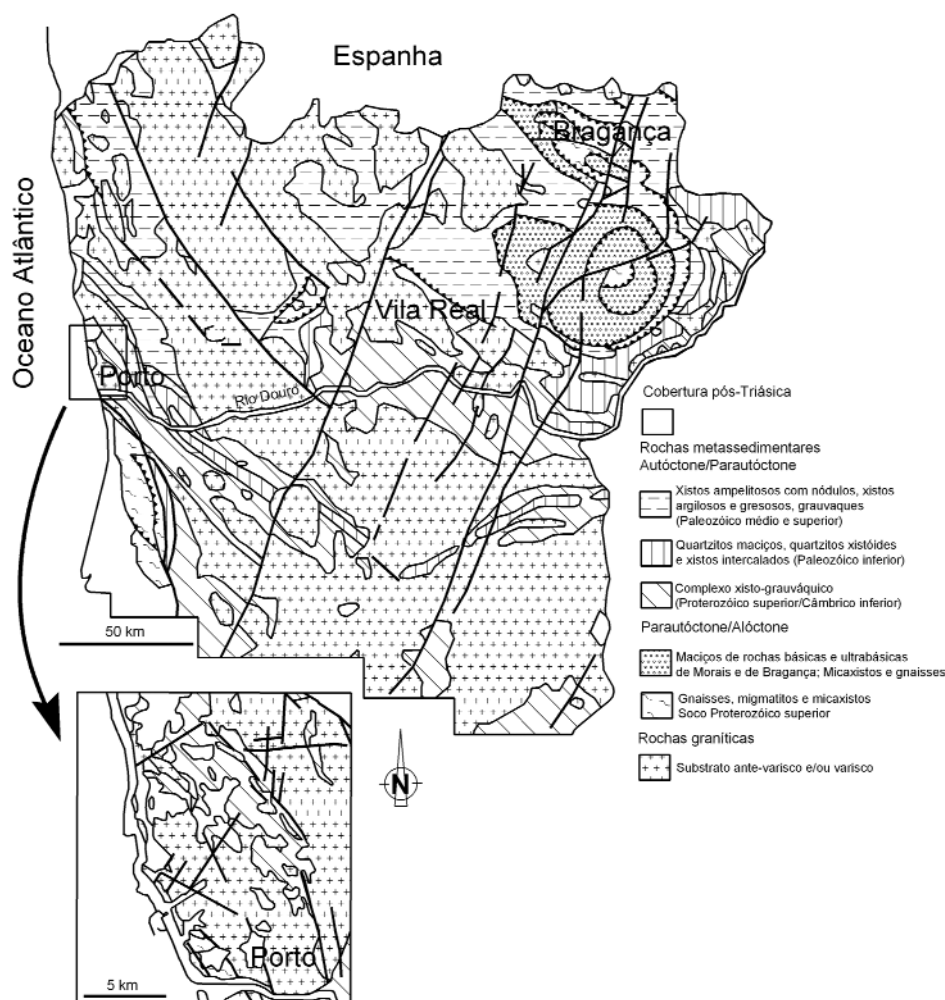 Espanha
Bragança
Oceano Atlântico
Vila Real
Porto
Rio Douro
Cobertura pós-Triásica
Rochas metassedimentares
Autóctone/Parautóctone
Xistos ampelitosos com nódulos, xistos
argilosos e gresosos, grauvaques
(Paleozóico médio e superior)
Quartzitos maciços, quartzitos xistóides
e xistos intercalados (Paleozóico inferior)
Complexo xisto-grauváquico
(Proterozóico superior/Câmbrico inferior)
Parautóctone/Alóctone
Maciços de rochas básicas e ultrabásicas
de Morais e de Bragança; Micaxistos e gnaisses
Gnaisses, migmatitos e micaxistos
Soco Proterozóico superior
Rochas graníticas
Substrato ante-varisco e/ou varisco
50 km
N
Porto
5 km